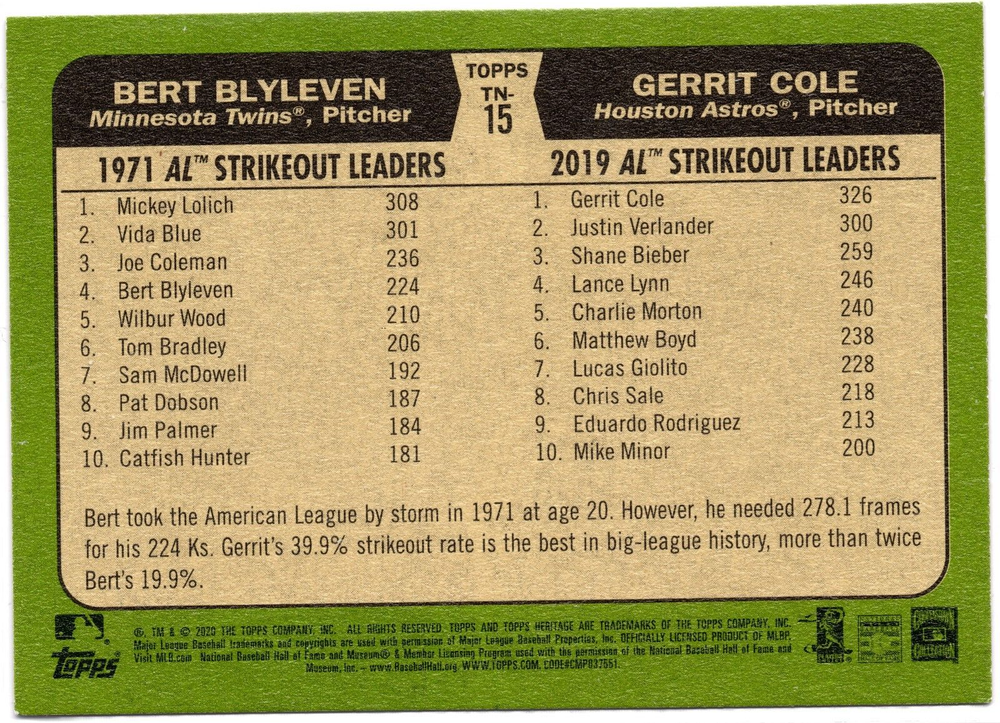 BERT BLYLEVEN
Minnesota Twins®, Pitcher
TOPPS
TN-
15
GERRIT COLE
Houston Astros®, Pitcher
1971 AL™ STRIKEOUT LEADERS
1. Mickey Lolich 308
2. Vida Blue 301
3. Joe Coleman 236
4. Bert Blyleven 224
5. Wilbur Wood 210
6. Tom Bradley 206
7. Sam McDowell 192
8. Pat Dobson 187
9. Jim Palmer 184
10. Catfish Hunter 181
2019 AL™ STRIKEOUT LEADERS
1. Gerrit Cole 326
2. Justin Verlander 300
3. Shane Bieber 259
4. Lance Lynn 246
5. Charlie Morton 240
6. Matthew Boyd 238
7. Lucas Giolito 228
8. Chris Sale 218
9. Eduardo Rodriguez 213
10. Mike Minor 200
Bert took the American League by storm in 1971 at age 20. However, he needed 278.1 frames
for his 224 Ks. Gerrit's 39.9% strikeout rate is the best in big-league history, more than twice
Bert's 19.9%.
TOPPS
®, TM & © 2020 THE TOPPS COMPANY, INC. ALL RIGHTS RESERVED. TOPPS AND TOPPS HERITAGE ARE TRADEMARKS OF THE TOPPS COMPANY, INC.
Major League Baseball trademarks and copyrights are used with permission of Major League Baseball Properties, Inc. OFFICIALLY LICENSED PRODUCT OF MLBP.
Visit MLB.com National Baseball Hall of Fame and Museum® & Member Licensing Program used with the permission of the National Baseball Hall of Fame and
Museum, Inc. – www.BaseballHall.org. WWW.TOPPS.COM. CODE#CMP037551.